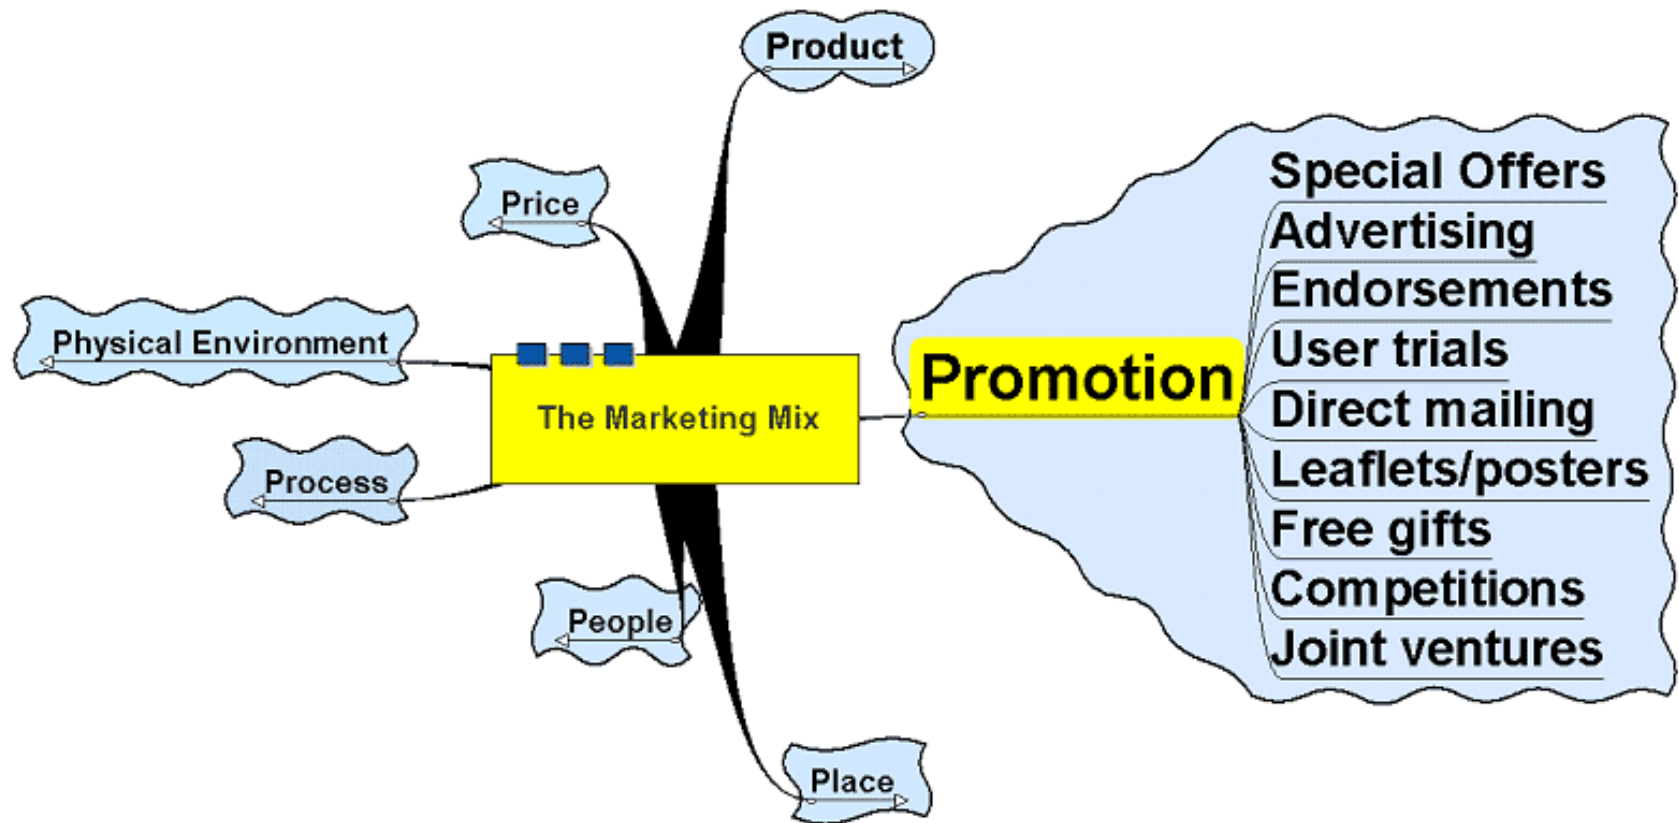 Product
Price
Physical Environment
The Marketing Mix
Process
People
Place
Promotion
Special Offers
Advertising
Endorsements
User trials
Direct mailing
Leaflets/posters
Free gifts
Competitions
Joint ventures